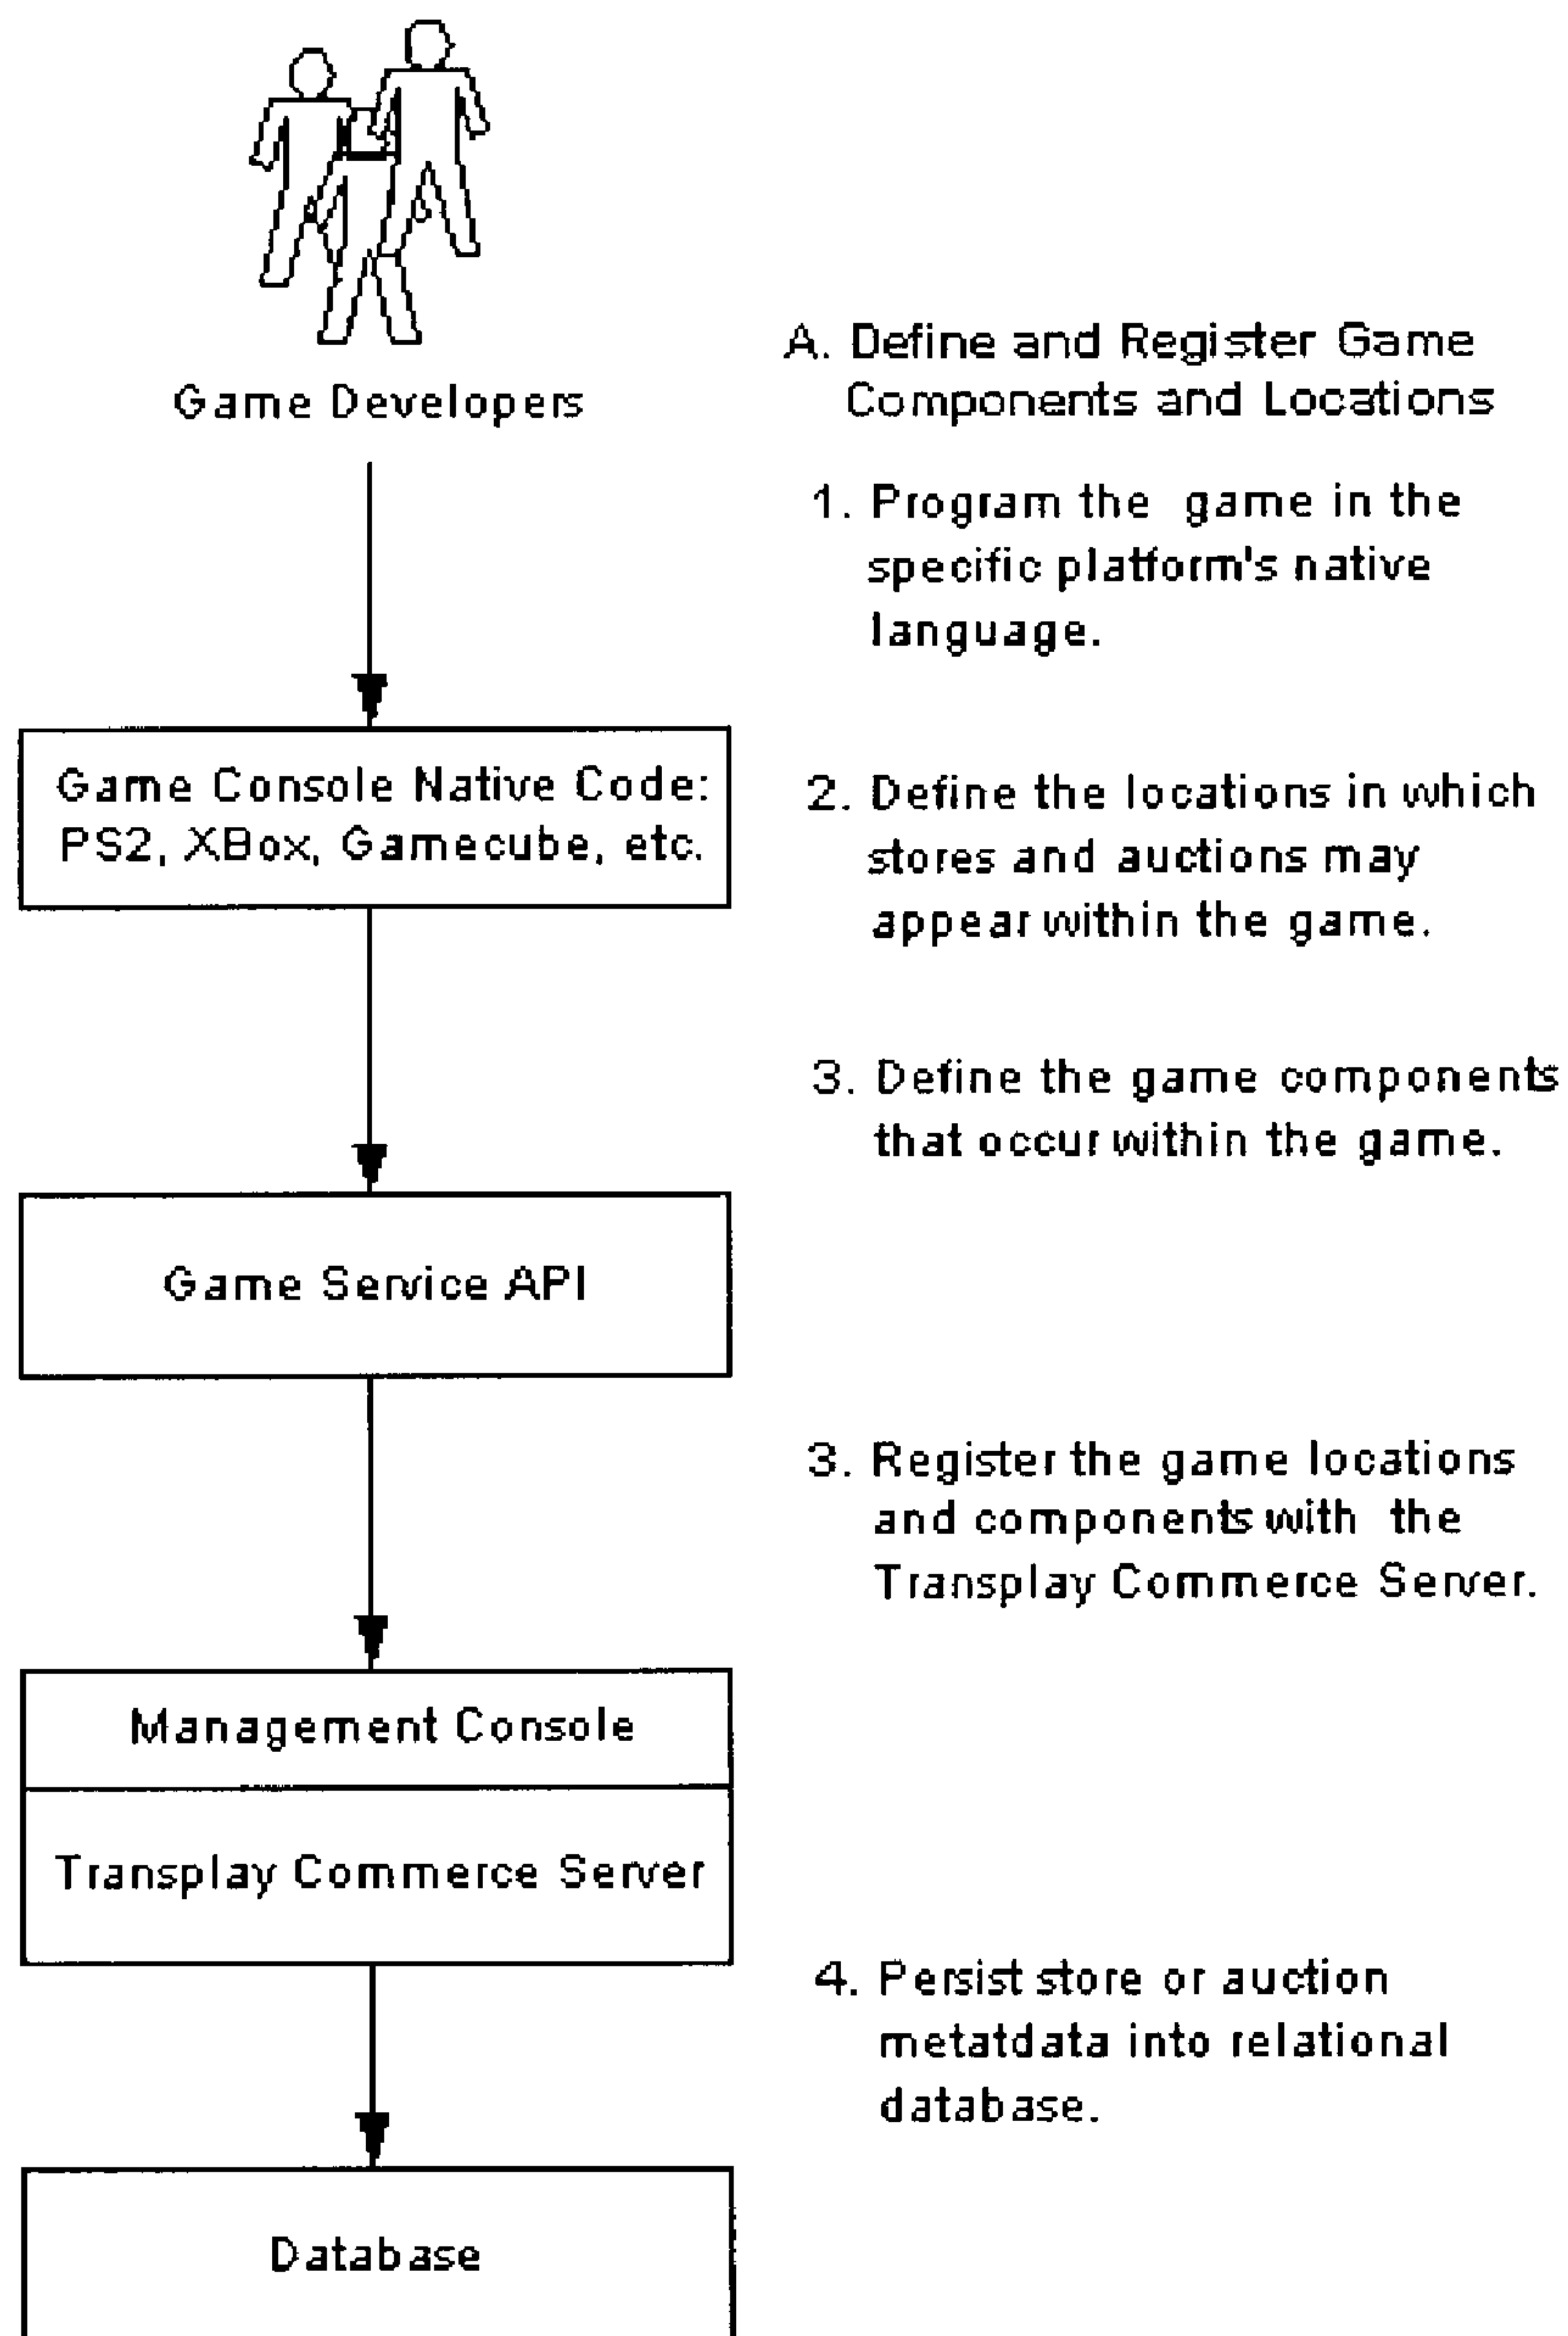 Game Developers
A. Define and Register Game
Components and Locations
1. Program the game in the
specific platform's native
language.
Game Console Native Code:
PS2, XBox, Gamecube, etc.
2. Define the locations in which
stores and auctions may
appear within the game.
3. Define the game components
that occur within the game.
Game Service API
3. Register the game locations
and components with the
Transplay Commerce Server.
Management Console
Transplay Commerce Server
4. Persist store or auction
metatdata into relational
database.
Database